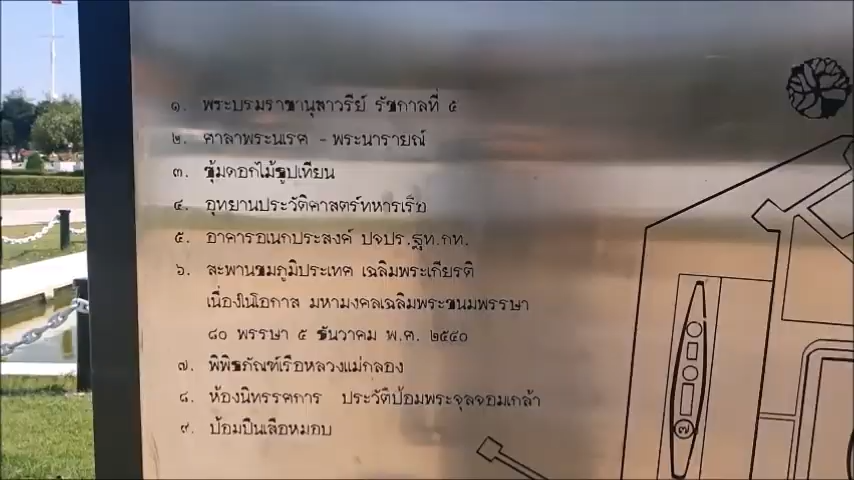 ๑. พระบรมราชานุสาวรีย์ รัชกาลที่ ๕
๒. ศาลาพระนเรศ - พระนารายณ์
๓. ซุ้มดอกไม้ธูปเทียน
๔. อุทยานประวัติศาสตร์ทหารเรือ
๕. อาคารอเนกประสงค์ ปจปร.ฐท.กท.
๖. สะพานชมภูมิประเทศ เฉลิมพระเกียรติ
เนื่องในโอกาส มหามงคลเฉลิมพระชนมพรรษา
๘๐ พรรษา ๕ ธันวาคม พ.ศ. ๒๕๕๐
๗. พิพิธภัณฑ์เรือหลวงแม่กลอง
๘. ห้องนิทรรศการ ประวัติป้อมพระจุลจอมเกล้า
๙. ป้อมปืนเสือหมอบ
๗